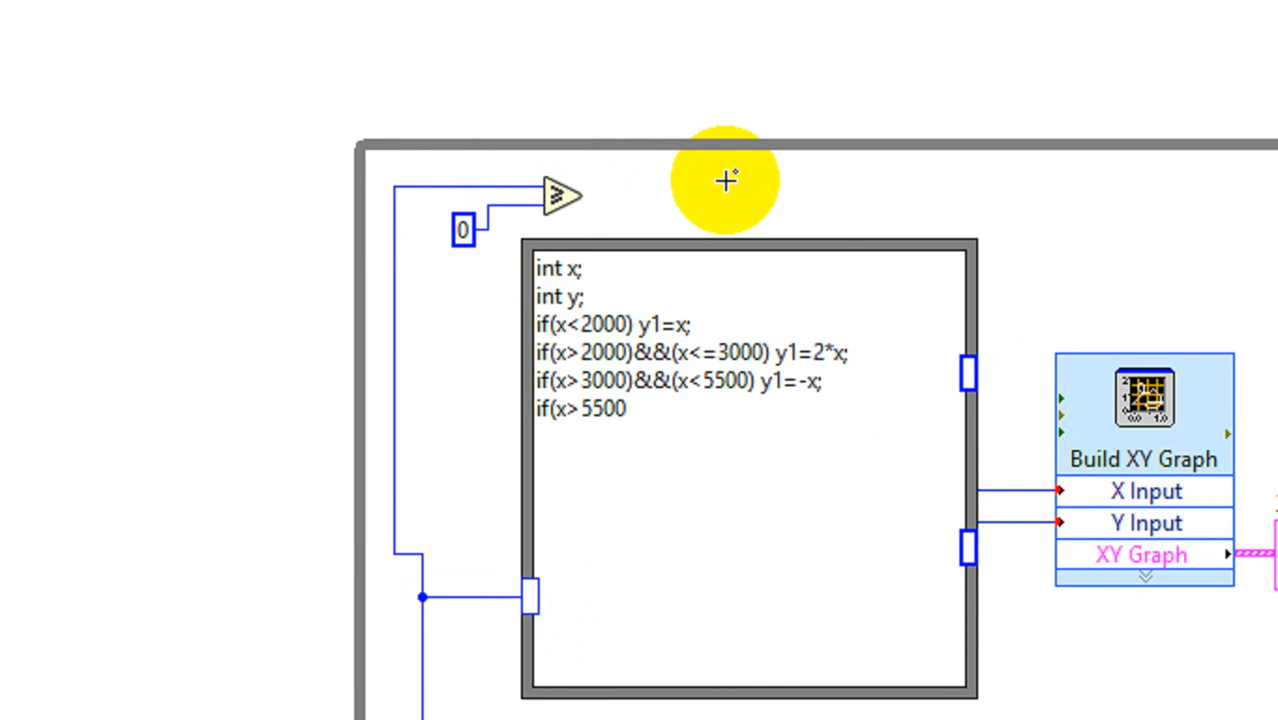 0
int x;
int y;
if(x<2000) y1=x;
if(x>2000)&&(x<=3000) y1=2*x;
if(x>3000)&&(x<5500) y1=-x;
if(x>5500
Build XY Graph
X Input
Y Input
XY Graph